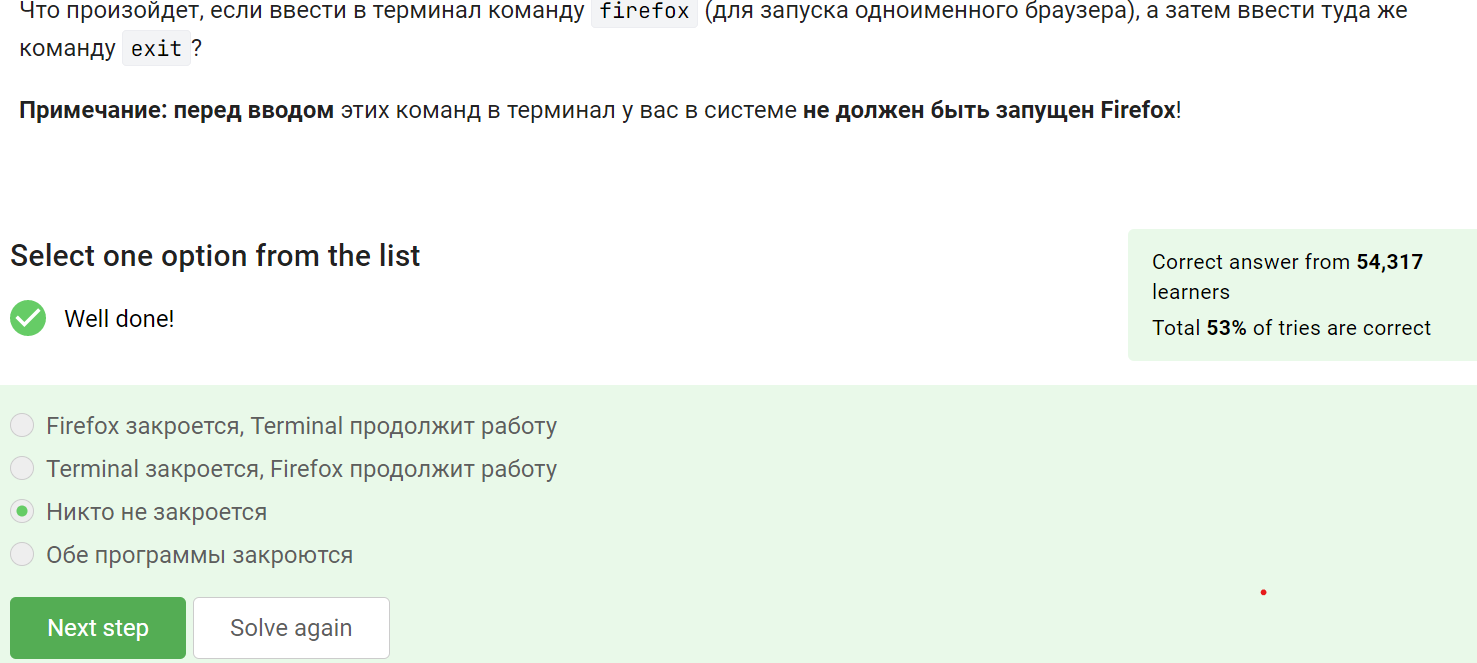 Что произойдет, если ввести в терминал команду firefox (для запуска одноименного браузера), а затем ввести туда же
команду exit?
Примечание: перед вводом этих команд в терминал у вас в системе не должен быть запущен Firefox!
Select one option from the list
Well done!
Correct answer from 54,317
learners
Total 53% of tries are correct
Firefox закроется, Terminal продолжит работу
Terminal закроется, Firefox продолжит работу
Никто не закроется
Обе программы закроются
Next step
Solve again